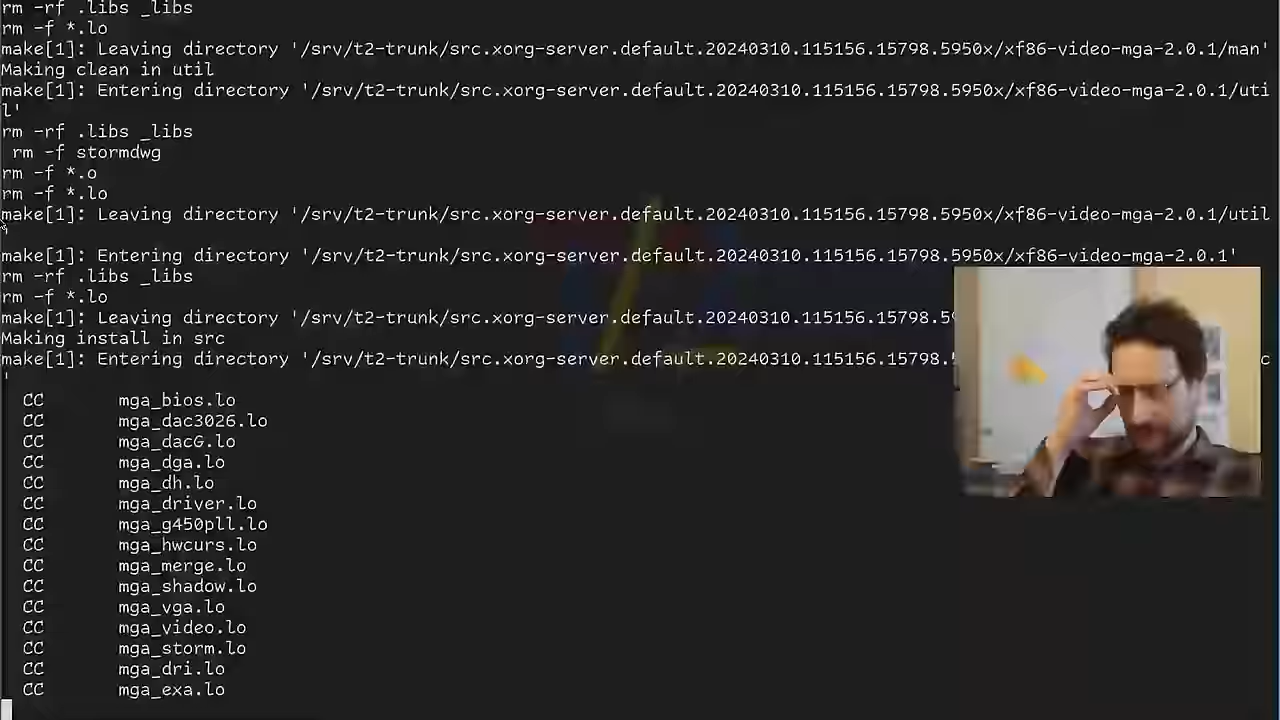 rm -rf .libs _libs
rm -f *.lo
make[1]: Leaving directory '/srv/t2-trunk/src.xorg-server.default.20240310.115156.15798.5950x/xf86-video-mga-2.0.1/man'
Making clean in util
make[1]: Entering directory '/srv/t2-trunk/src.xorg-server.default.20240310.115156.15798.5950x/xf86-video-mga-2.0.1/uti
l'
rm -rf .libs _libs
 rm -f stormdwg
rm -f *.o
rm -f *.lo
make[1]: Leaving directory '/srv/t2-trunk/src.xorg-server.default.20240310.115156.15798.5950x/xf86-video-mga-2.0.1/util
'
make[1]: Entering directory '/srv/t2-trunk/src.xorg-server.default.20240310.115156.15798.5950x/xf86-video-mga-2.0.1'
rm -rf .libs _libs
rm -f *.lo
make[1]: Leaving directory '/srv/t2-trunk/src.xorg-server.default.20240310.115156.15798.
Making install in src
make[1]: Entering directory '/srv/t2-trunk/src.xorg-server.default.20240310.115156.15798. c
'
CC mga_bios.lo
CC mga_dac3026.lo
CC mga_dacG.lo
CC mga_dga.lo
CC mga_dh.lo
CC mga_driver.lo
CC mga_g450pll.lo
CC mga_hwcurs.lo
CC mga_merge.lo
CC mga_shadow.lo
CC mga_vga.lo
CC mga_video.lo
CC mga_storm.lo
CC mga_dri.lo
CC mga_exa.lo